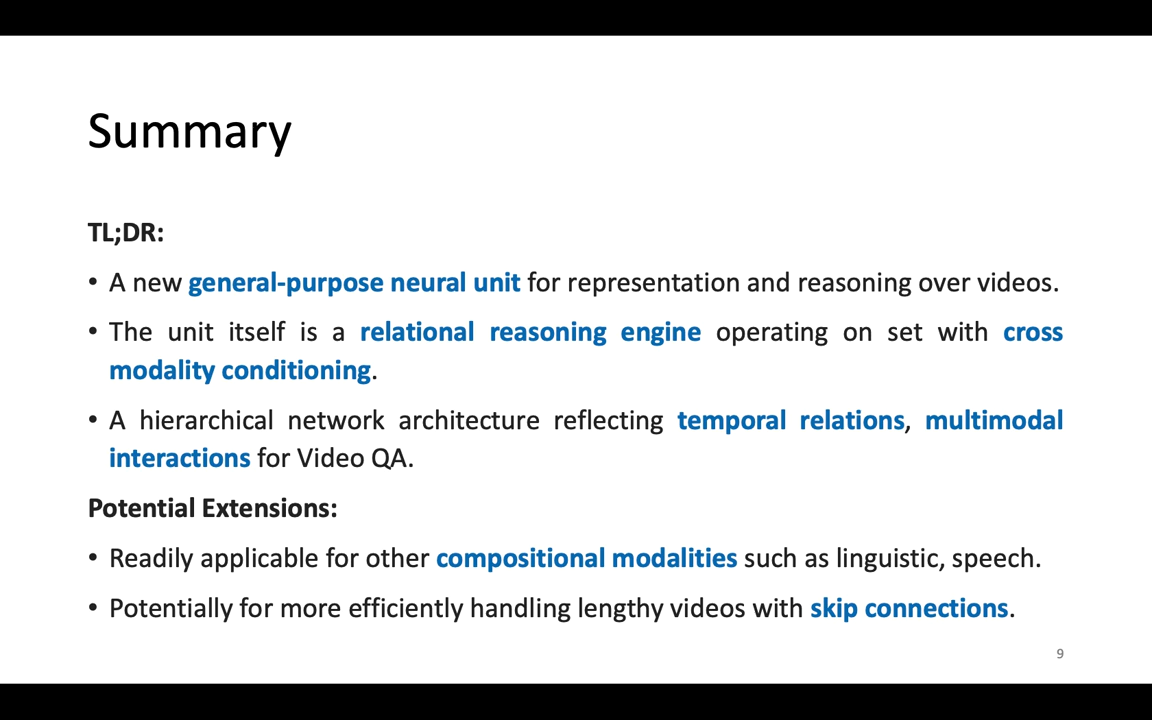 Summary
TL;DR:
• A new general-purpose neural unit for representation and reasoning over videos.
• The unit itself is a relational reasoning engine operating on set with cross
modality conditioning.
• A hierarchical network architecture reflecting temporal relations, multimodal
interactions for Video QA.
Potential Extensions:
• Readily applicable for other compositional modalities such as linguistic, speech.
• Potentially for more efficiently handling lengthy videos with skip connections.
9